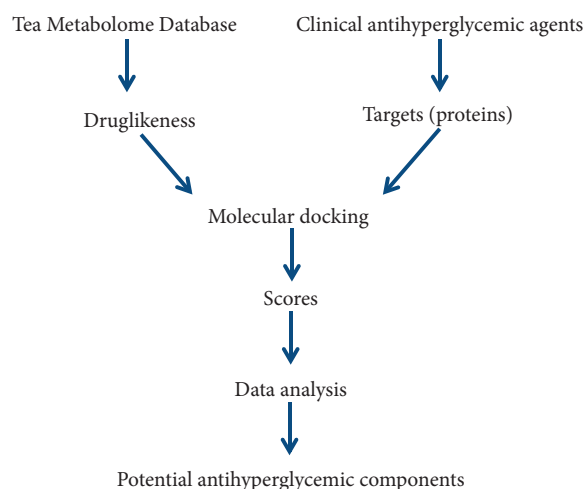 Tea Metabolome Database
Clinical antihyperglycemic agents
Druglikeness
Targets (proteins)
Molecular docking
Scores
Data analysis
Potential antihyperglycemic components